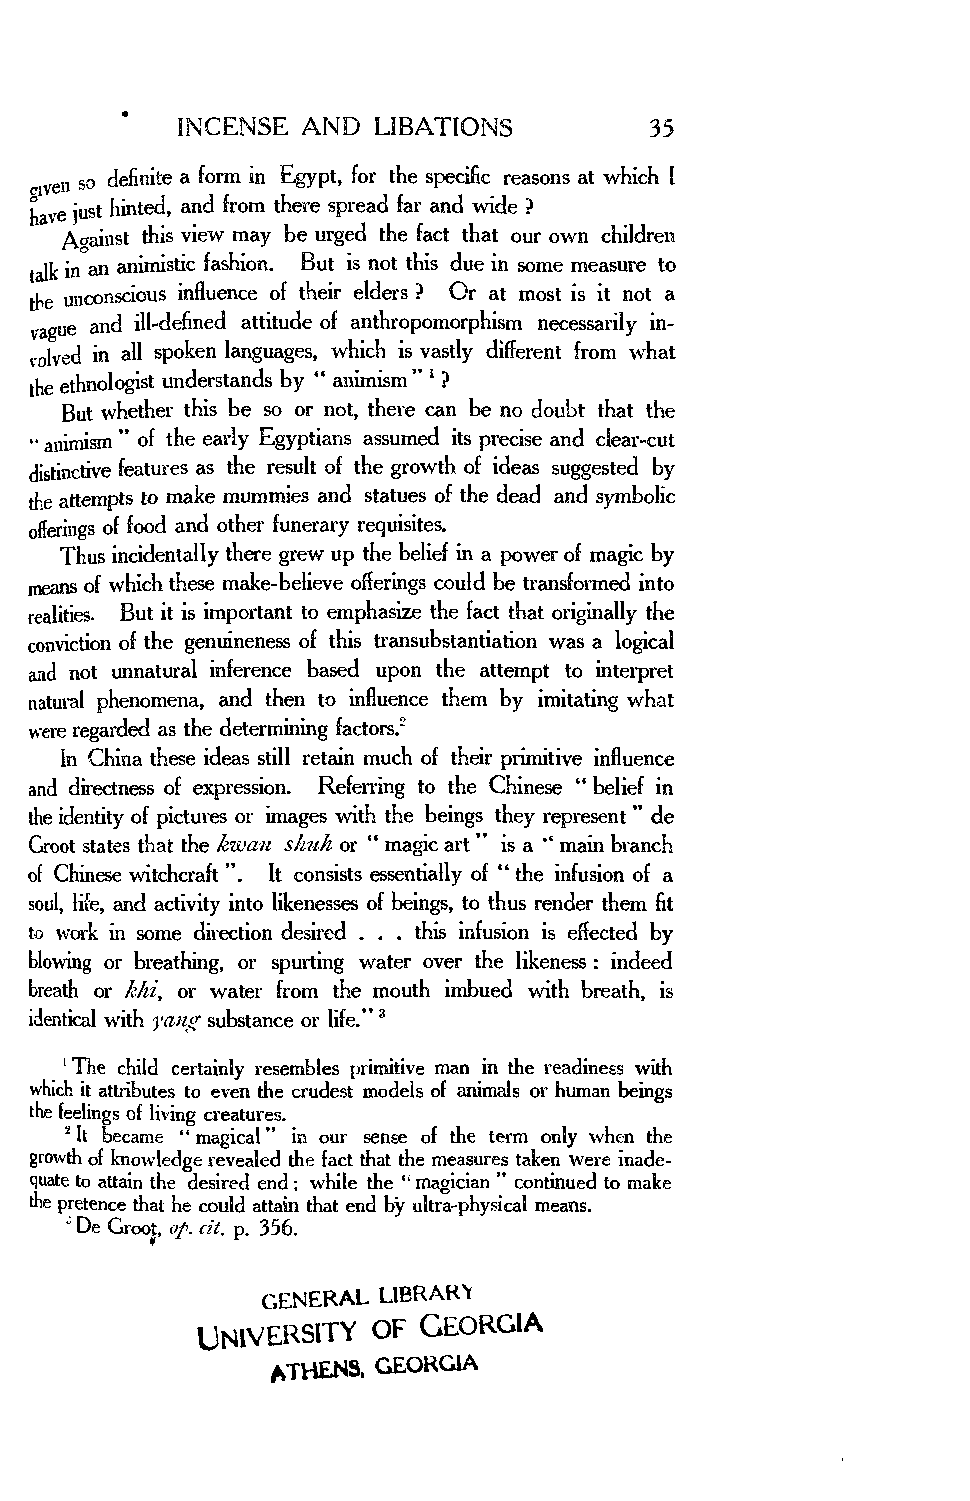 INCENSE AND LIBATIONS 35
given so definite a form in Egypt, for the specific reasons at which I
have just hinted, and from there spread far and wide ?
Against this view may be urged the fact that our own children
talk in an animistic fashion. But is not this due in some measure to
the unconscious influence of their elders ? Or at most is it not a
vague and ill-defined attitude of anthropomorphism necessarily in-
volved in all spoken languages, which is vastly different from what
the ethnologist understands by " animism " ¹ ?
But whether this be so or not, there can be no doubt that the
" animism " of the early Egyptians assumed its precise and clear-cut
distinctive features as the result of the growth of ideas suggested by
the attempts to make mummies and statues of the dead and symbolic
offerings of food and other funerary requisites.
Thus incidentally there grew up the belief in a power of magic by
means of which these make-believe offerings could be transformed into
realities. But it is important to emphasize the fact that originally the
conviction of the genuineness of this transubstantiation was a logical
and not unnatural inference based upon the attempt to interpret
natural phenomena, and then to influence them by imitating what
were regarded as the determining factors.²
In China these ideas still retain much of their primitive influence
and directness of expression. Referring to the Chinese " belief in
the identity of pictures or images with the beings they represent " de
Groot states that the kwan shuh or " magic art " is a " main branch
of Chinese witchcraft ". It consists essentially of " the infusion of a
soul, life, and activity into likenesses of beings, to thus render them fit
to work in some direction desired . . . this infusion is effected by
blowing or breathing, or spurting water over the likeness : indeed
breath or khi, or water from the mouth imbued with breath, is
identical with yang substance or life." ³
¹ The child certainly resembles primitive man in the readiness with
which it attributes to even the crudest models of animals or human beings
the feelings of living creatures.
² It became " magical " in our sense of the term only when the
growth of knowledge revealed the fact that the measures taken were inade-
quate to attain the desired end ; while the " magician " continued to make
the pretence that he could attain that end by ultra-physical means.
³ De Groot, op. cit. p. 356.
GENERAL LIBRARY
UNIVERSITY OF GEORGIA
ATHENS, GEORGIA